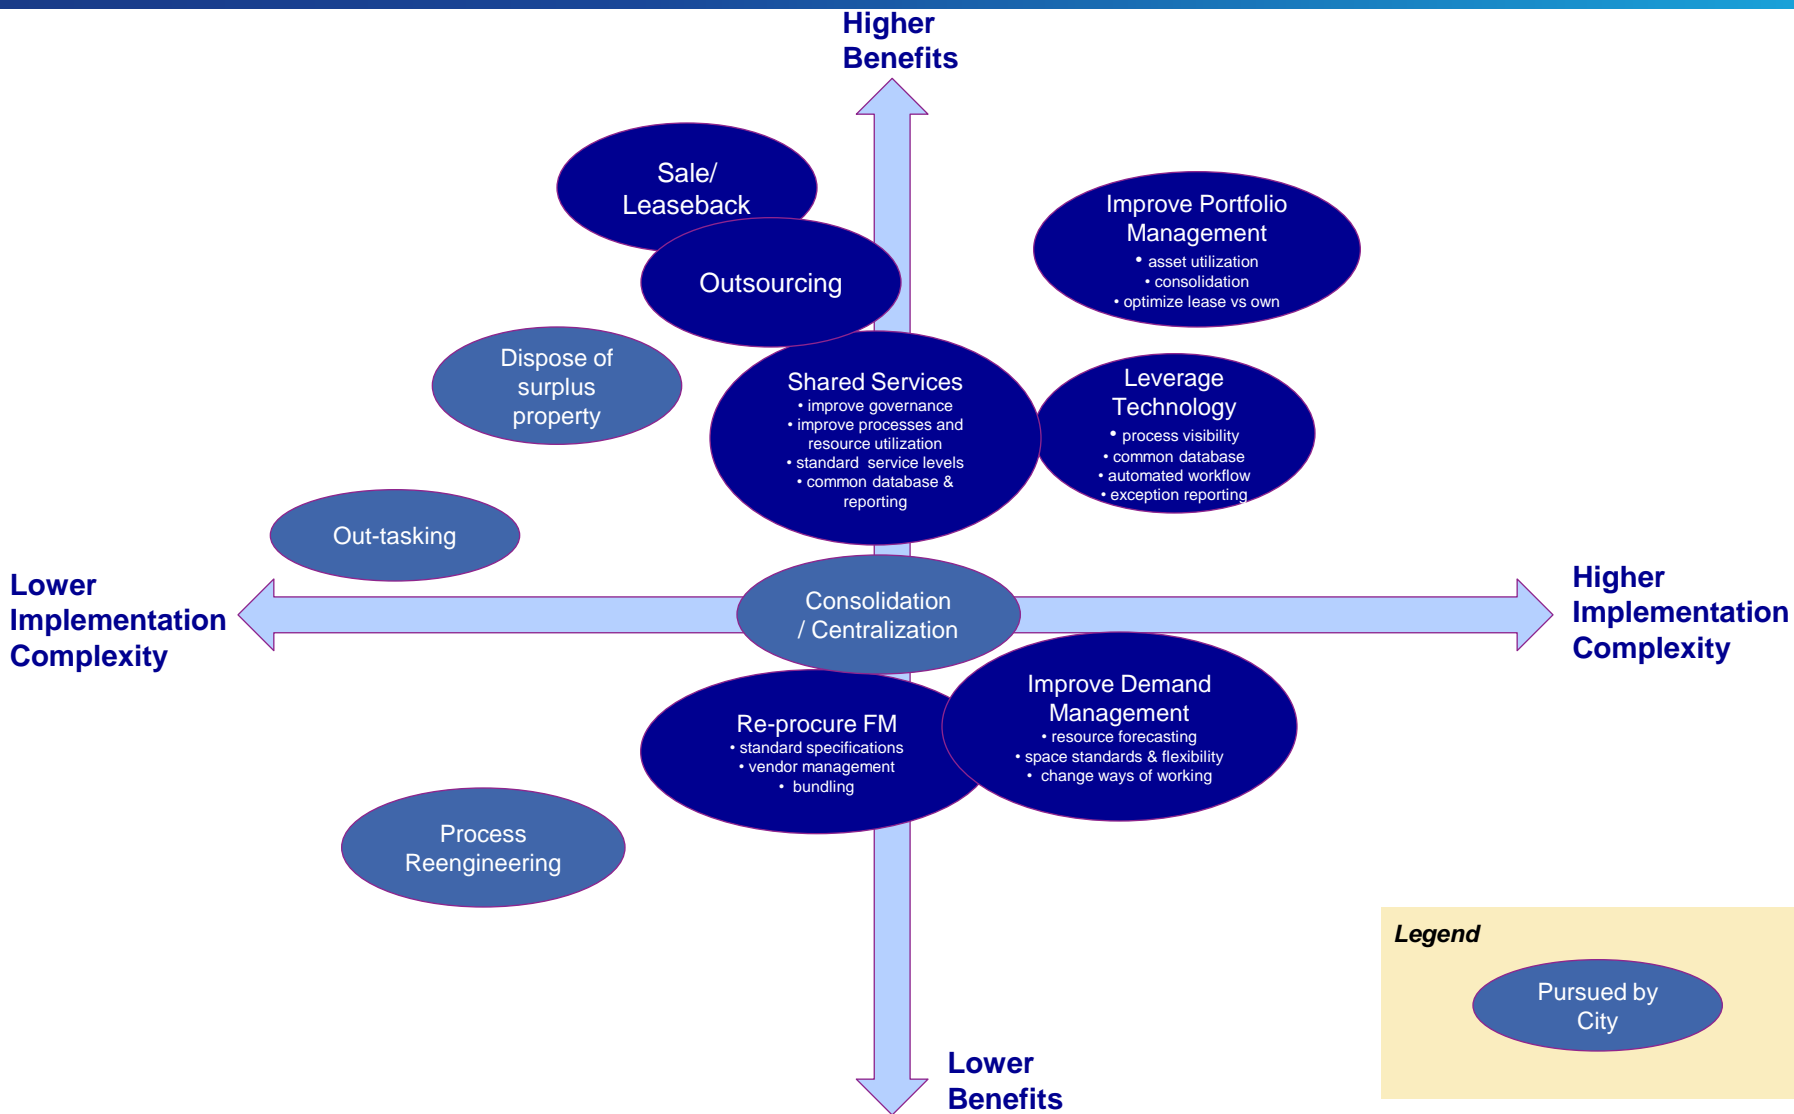 Higher
Benefits
Sale/
Leaseback
Outsourcing
Improve Portfolio
Management
• asset utilization
• consolidation
• optimize lease vs own
Dispose of
surplus
property
Shared Services
• improve governance
• improve processes and
resource utilization
• standard service levels
• common database &
reporting
Leverage
Technology
• process visibility
• common database
• automated workflow
• exception reporting
Out-tasking
Lower
Implementation
Complexity
Consolidation
/ Centralization
Higher
Implementation
Complexity
Re-procure FM
• standard specifications
• vendor management
• bundling
Improve Demand
Management
• resource forecasting
• space standards & flexibility
• change ways of working
Process
Reengineering
Legend
Pursued by
City
Lower
Benefits